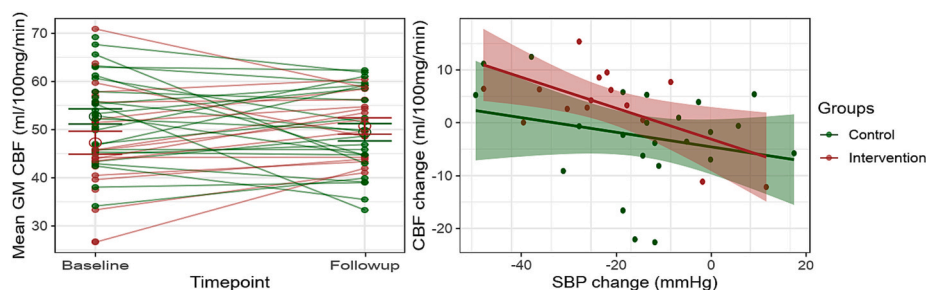 Mean GM CBF (ml/100mg/min)
70
60
50
40
30
Baseline
Followup
Timepoint
CBF change (ml/100mg/min)
10
0
-10
-20
-40
-20
0
20
SBP change (mmHg)
Groups
Control
Intervention